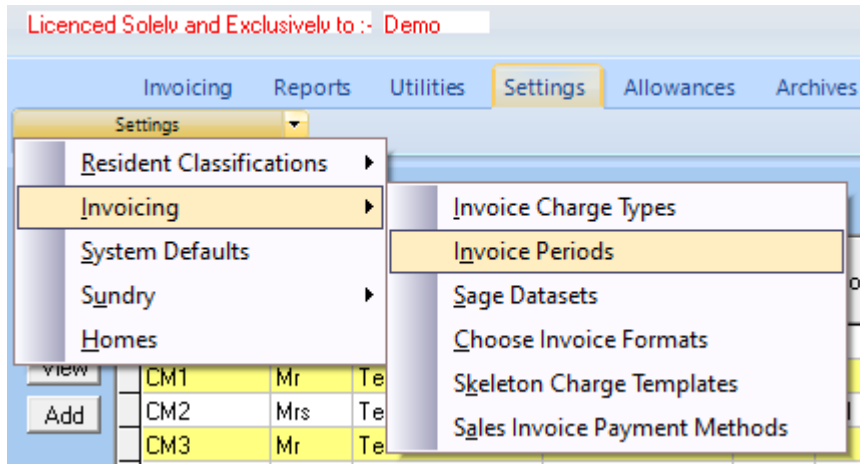 Licenced Solely and Exclusively to :- Demo
Invoicing Reports Utilities Settings Allowances Archives
Settings
Resident Classifications
Invoicing
System Defaults
Sundry
Homes
Invoice Charge Types
Invoice Periods
Sage Datasets
Choose Invoice Formats
Skeleton Charge Templates
Sales Invoice Payment Methods
View CM1 Mr Te
Add CM2 Mrs Te
CM3 Mr Te